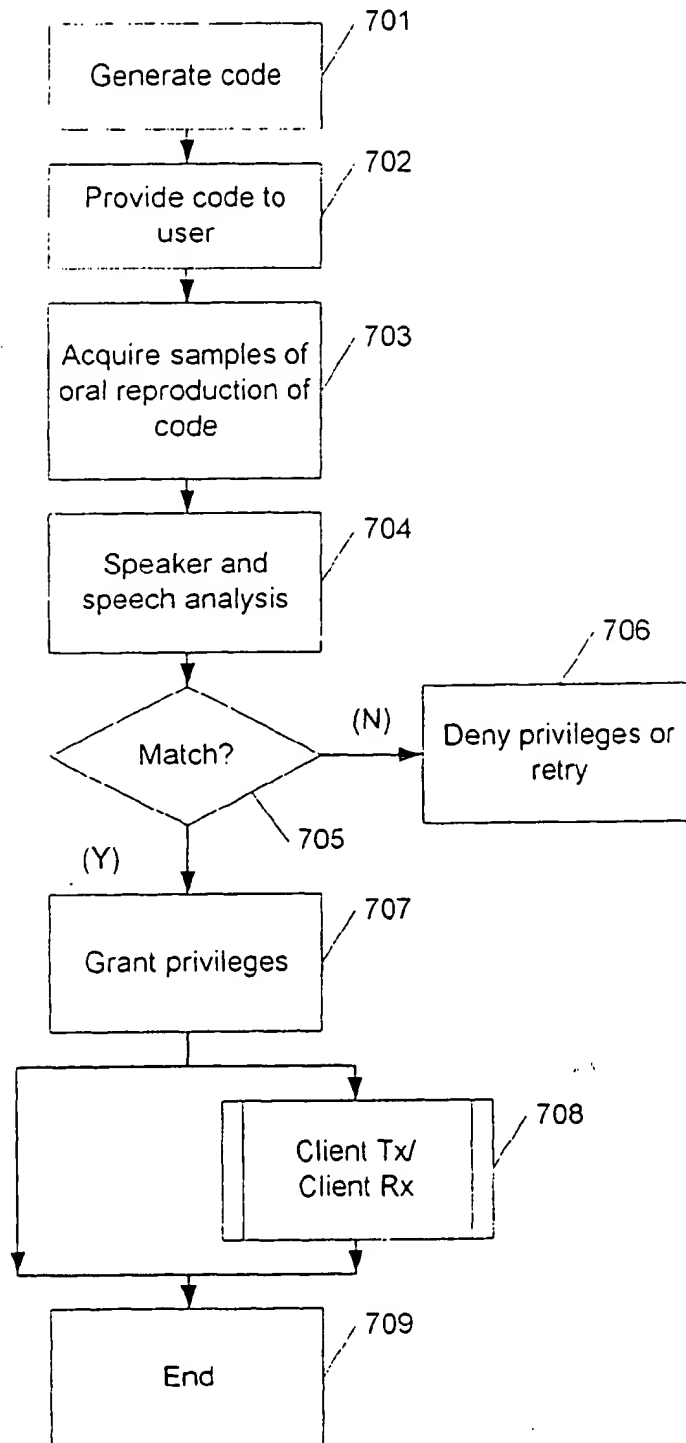 701
Generate code
702
Provide code to
user
703
Acquire samples of
oral reproduction of
code
704
Speaker and
speech analysis
706
(N)
Deny privileges or
retry
Match?
705
(Y)
707
Grant privileges
708
Client Tx/
Client Rx
709
End